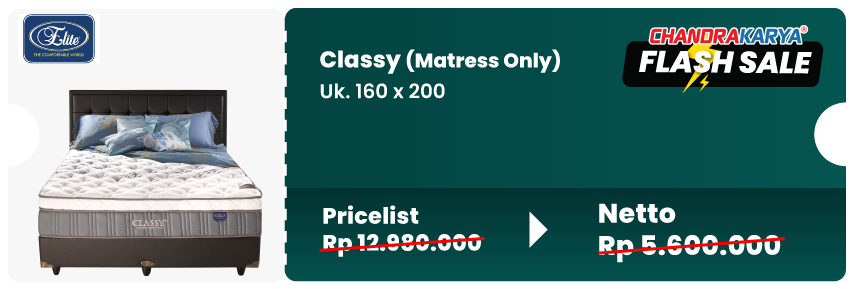 Elite
THE COMFORTABLE WORLD
Classy (Matress Only)
Uk. 160 x 200
CHANDRAKARYA®
FLASH SALE
CLASSY
Pricelist
Rp 12.980.000
Netto
Rp 5.600.000